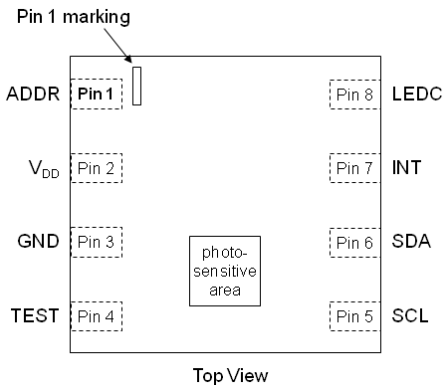 Pin 1 marking
ADDR Pin 1 Pin 8 LEDC
VDD Pin 2 Pin 7 INT
GND Pin 3 Pin 6 SDA
photo-
sensitive
area
TEST Pin 4 Pin 5 SCL
Top View